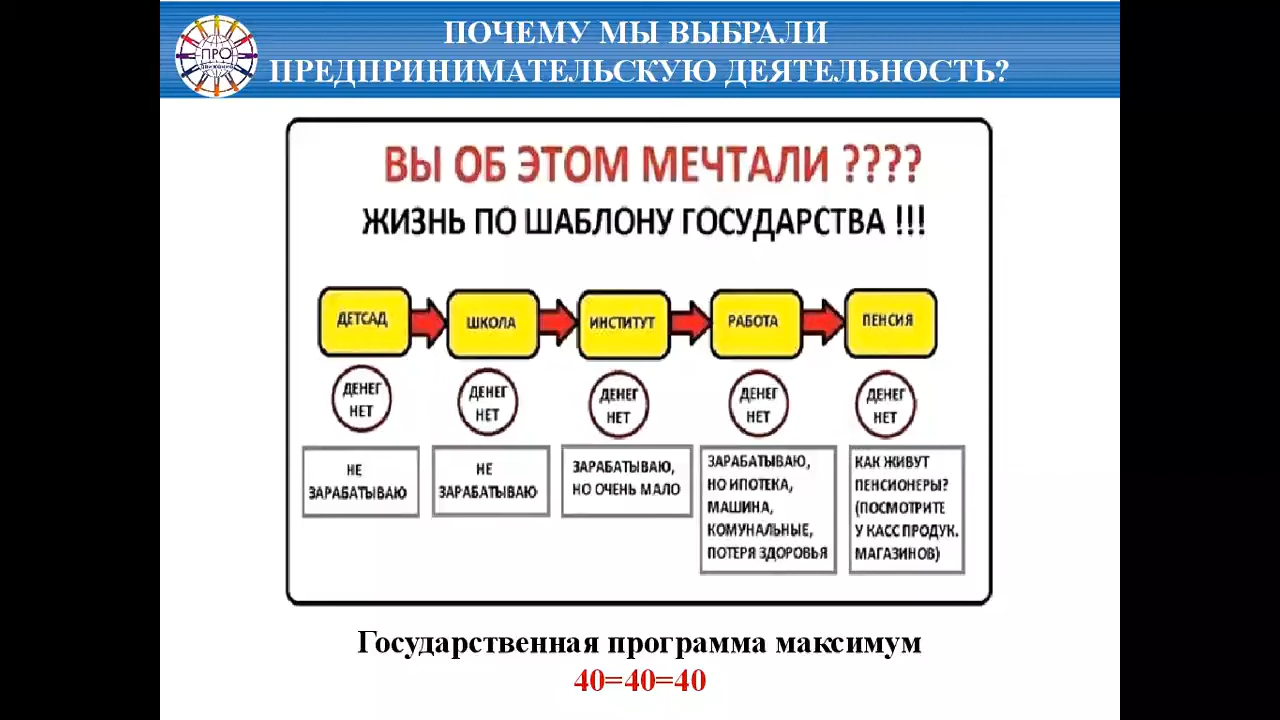 ПОЧЕМУ МЫ ВЫБРАЛИ
ПРЕДПРИНИМАТЕЛЬСКУЮ ДЕЯТЕЛЬНОСТЬ?
ПРО
ВЫ ОБ ЭТОМ МЕЧТАЛИ ????
ЖИЗНЬ ПО ШАБЛОНУ ГОСУДАРСТВА !!!
ДЕТСАД
ШКОЛА
ИНСТИТУТ
РАБОТА
ПЕНСИЯ
ДЕНЕГ
НЕТ
ДЕНЕГ
НЕТ
ДЕНЕГ
НЕТ
ДЕНЕГ
НЕТ
ДЕНЕГ
НЕТ
НЕ
ЗАРАБАТЫВАЮ
НЕ
ЗАРАБАТЫВАЮ
ЗАРАБАТЫВАЮ,
НО ОЧЕНЬ МАЛО
ЗАРАБАТЫВАЮ,
НО ИПОТЕКА,
МАШИНА,
КОМУНАЛЬНЫЕ,
ПОТЕРЯ ЗДОРОВЬЯ
КАК ЖИВУТ
ПЕНСИОНЕРЫ?
(ПОСМОТРИТЕ
У КАСС ПРОДУК.
МАГАЗИНОВ)
Государственная программа максимум
40=40=40